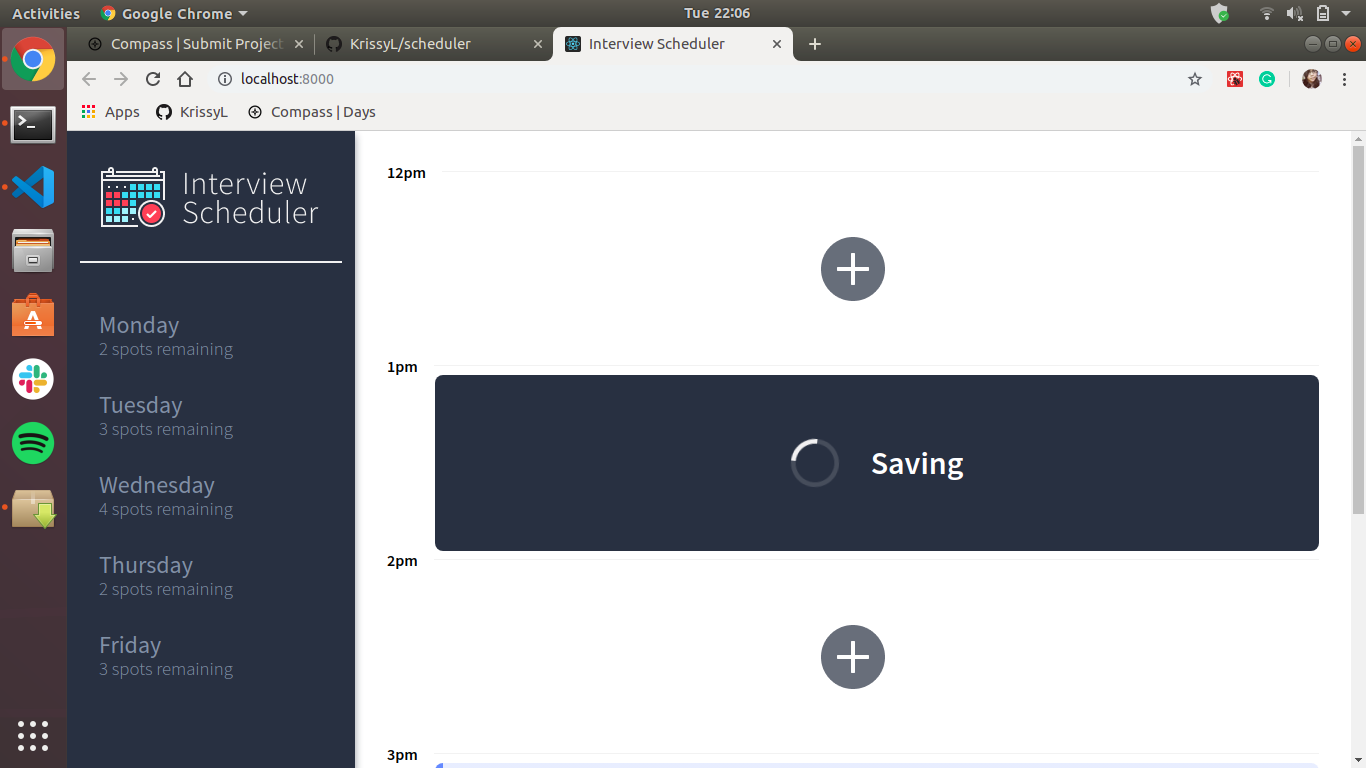 Activities Google Chrome Tue 22:06
Compass | Submit Project KrissyL/scheduler Interview Scheduler
localhost:8000
Apps KrissyL Compass | Days
Interview
Scheduler
Monday
2 spots remaining
Tuesday
3 spots remaining
Wednesday
4 spots remaining
Thursday
2 spots remaining
Friday
3 spots remaining
12pm
1pm
Saving
2pm
3pm